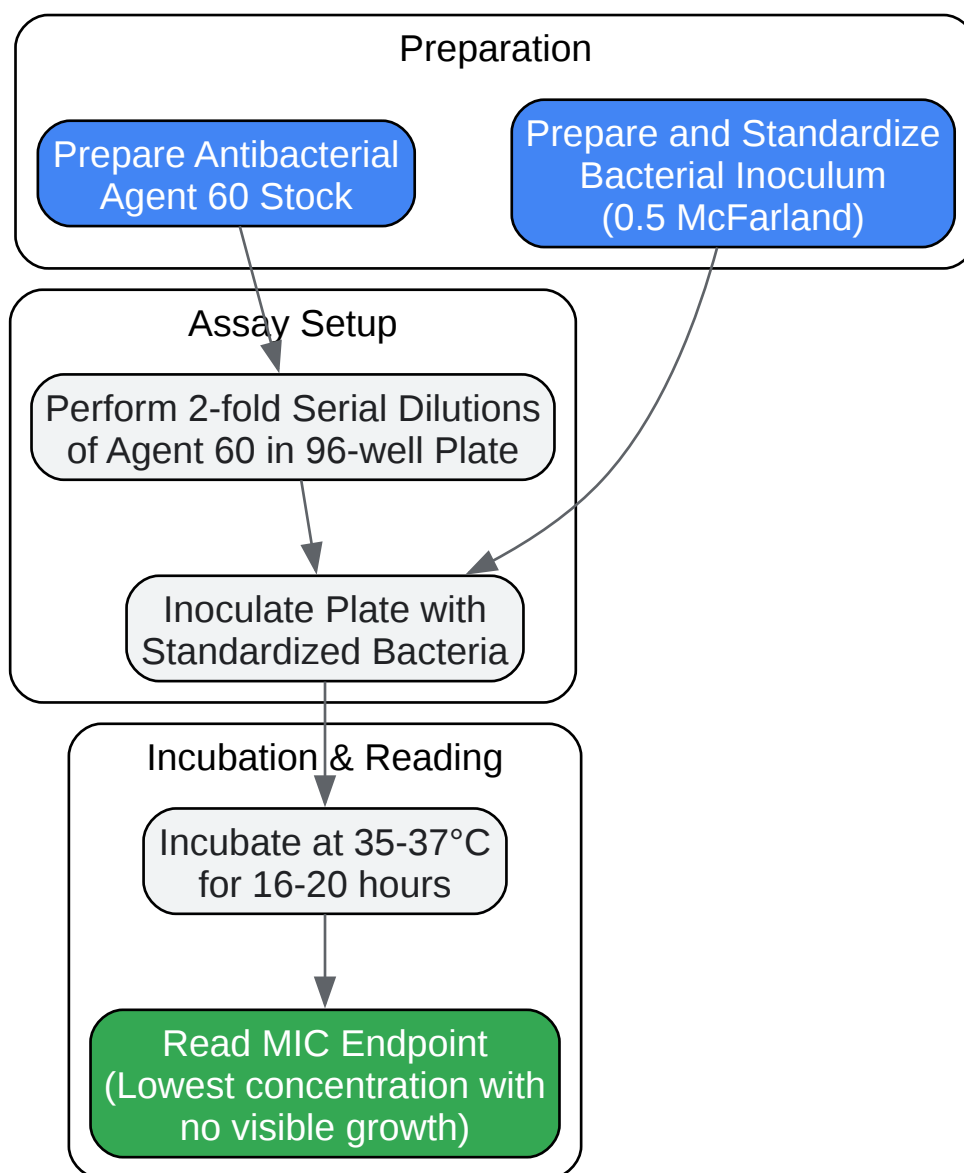 Preparation
Prepare Antibacterial
Agent 60 Stock
Prepare and Standardize
Bacterial Inoculum
(0.5 McFarland)
Assay Setup
Perform 2-fold Serial Dilutions
of Agent 60 in 96-well Plate
Inoculate Plate with
Standardized Bacteria
Incubation & Reading
Incubate at 35-37°C
for 16-20 hours
Read MIC Endpoint
(Lowest concentration with
no visible growth)